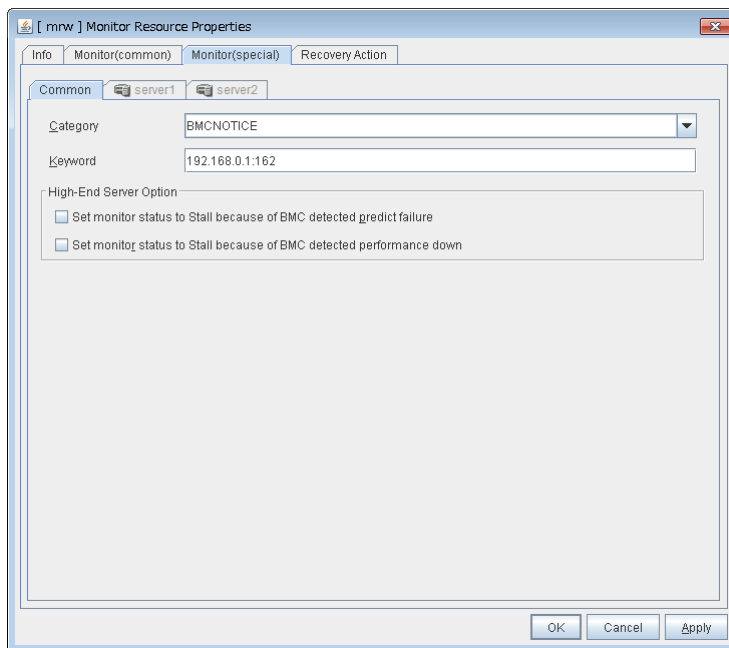 [ mrw ] Monitor Resource Properties
Info Monitor(common) Monitor(special) Recovery Action
Common server1 server2
Category BMCNOTICE
Keyword 192.168.0.1:162
High-End Server Option
Set monitor status to Stall because of BMC detected predict failure
Set monitor status to Stall because of BMC detected performance down
OK Cancel Apply